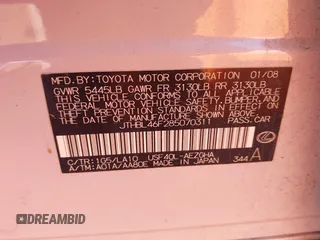 MFD. BY: TOYOTA MOTOR CORPORATION 01/08
GVWR 5445LB GAWR FR 3130LB RR 3130LB
THIS VEHICLE CONFORMS TO ALL APPLICABLE
FEDERAL MOTOR VEHICLE SAFETY, BUMPER, AND
THEFT PREVENTION STANDARDS IN EFFECT ON
THE DATE OF MANUFACTURE SHOWN ABOVE.
JTHBL46F285070311 PASS. CAR
C/TR: 1G5/LA10 USF40L-AEZGHA
A/TM: A01A/AA80E MADE IN JAPAN 344 A
DREAMBID